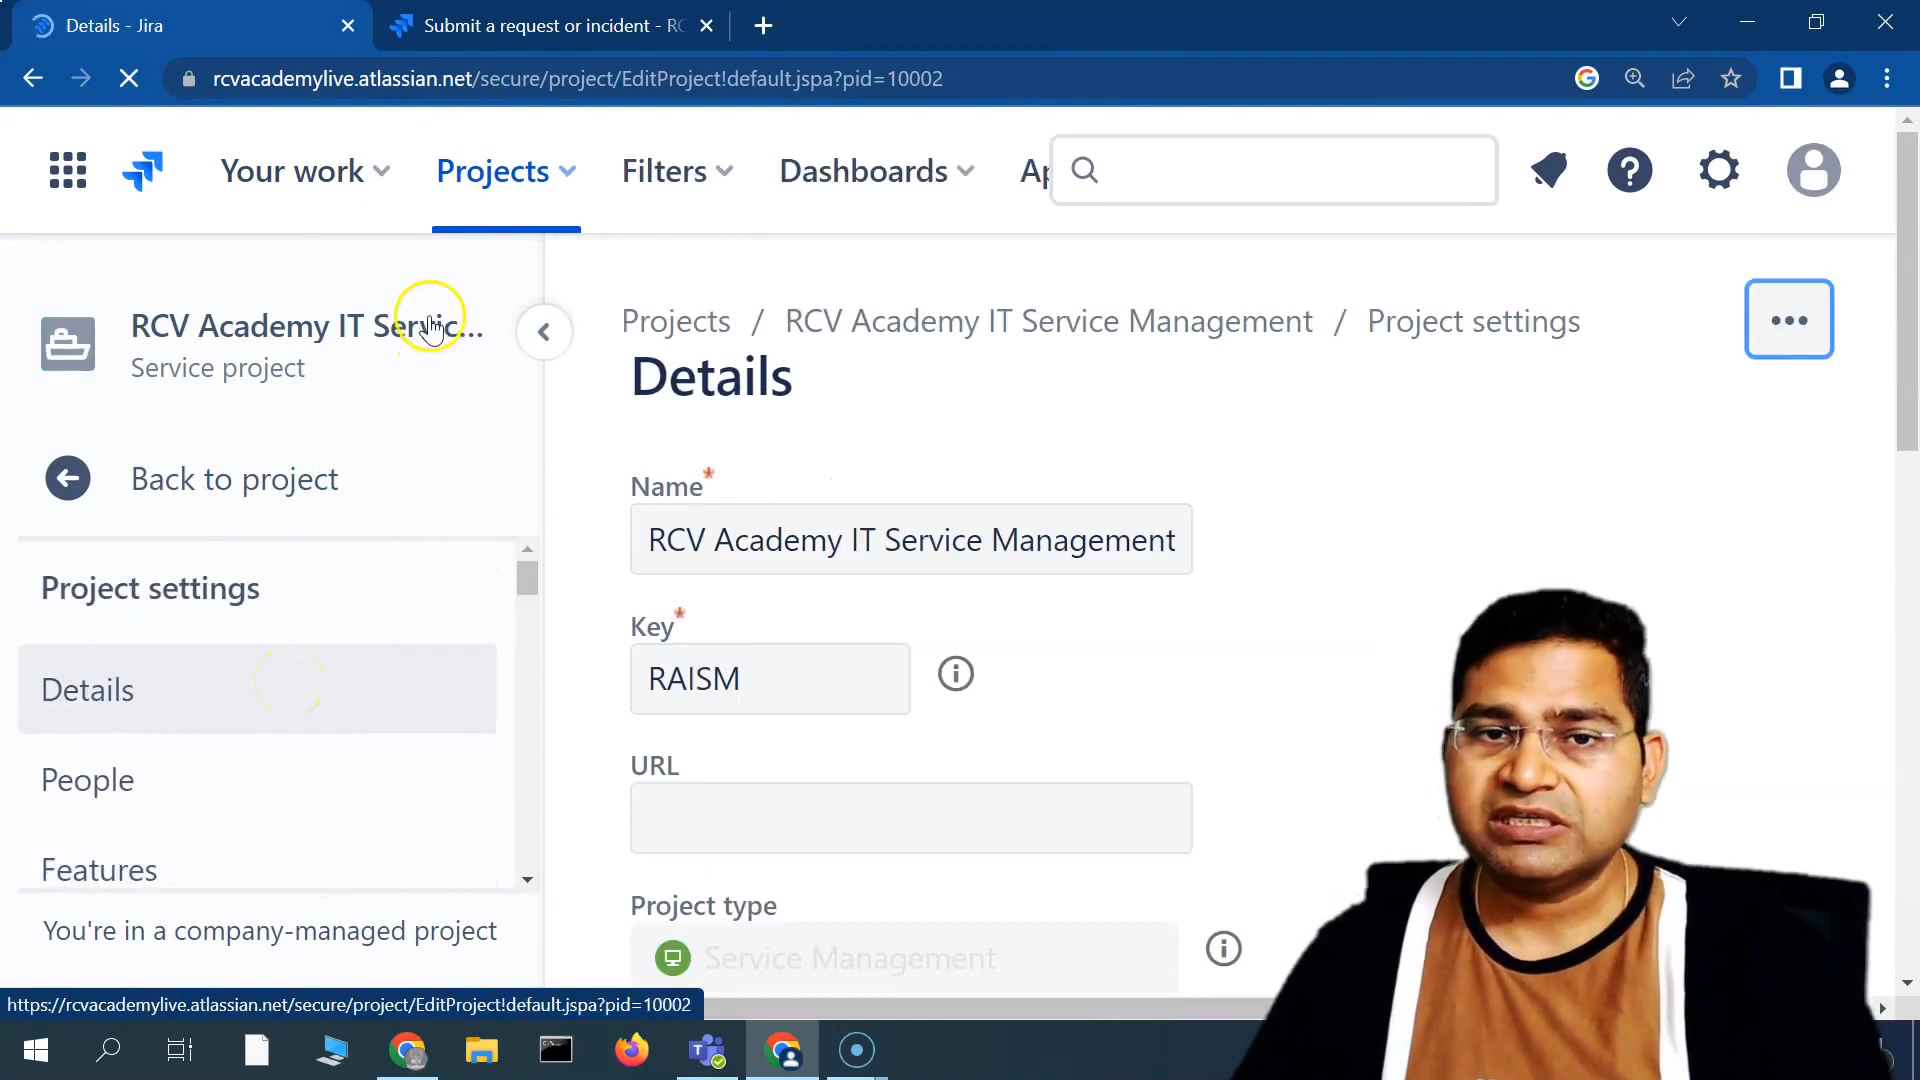 Details - Jira
Submit a request or incident - RC
rcvacademylive.atlassian.net/secure/project/EditProject!default.jspa?pid=10002
Your work
Projects
Filters
Dashboards
Ap
RCV Academy IT Servic...
Service project
Back to project
Project settings
Details
People
Features
You're in a company-managed project
Projects / RCV Academy IT Service Management / Project settings
Details
Name*
RCV Academy IT Service Management
Key*
RAISM
URL
Project type
Service Management
https://rcvacademylive.atlassian.net/secure/project/EditProject!default.jspa?pid=10002